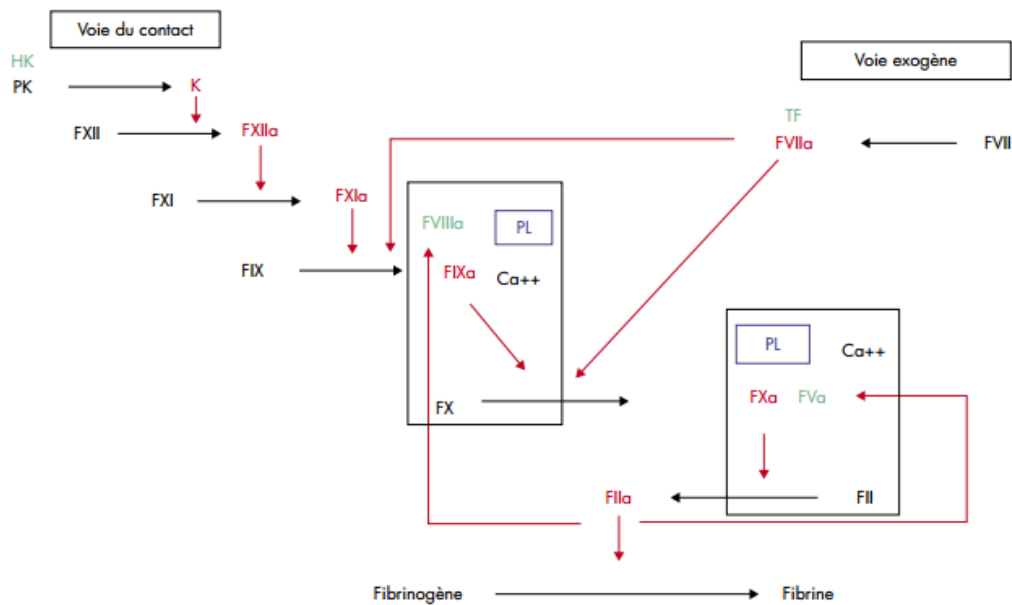 Voie du contact
Voie exogène
HK
PK
K
TF
FXII
FXIIa
FVIIa
FVII
FXI
FXIa
FVIIIa
PL
FIX
FIXa
Ca++
PL
Ca++
FX
FXa
FVa
FIIa
FII
Fibrinogène
Fibrine